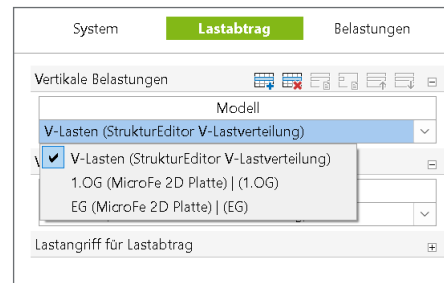 System Lastabtrag Belastungen
Vertikale Belastungen
Modell
V-Lasten (StrukturEditor V-Lastverteilung)
V-Lasten (StrukturEditor V-Lastverteilung)
1.OG (MicroFe 2D Platte) | (1.OG)
EG (MicroFe 2D Platte) | (EG)
Lastangriff für Lastabtrag